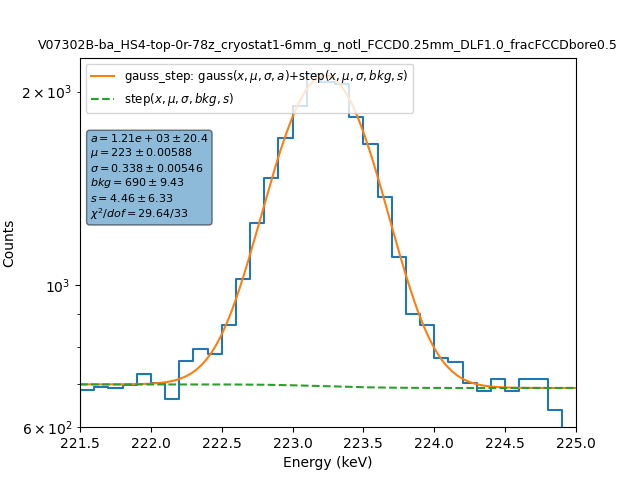 V07302B-ba_HS4-top-0r-78z_cryostat1-6mm_g_notl_FCCD0.25mm_DLF1.0_fracFCCDbore0.5
gauss_step: gauss(x, μ, σ, a)+step(x, μ, σ, bkg, s)
step(x, μ, σ, bkg, s)
a = 1.21e + 03 ± 20.4
μ = 223 ± 0.00588
σ = 0.338 ± 0.00546
bkg = 690 ± 9.43
s = 4.46 ± 6.33
χ²/dof = 29.64/33
2 × 10³
10³
6 × 10²
Counts
221.5 222.0 222.5 223.0 223.5 224.0 224.5 225.0
Energy (keV)